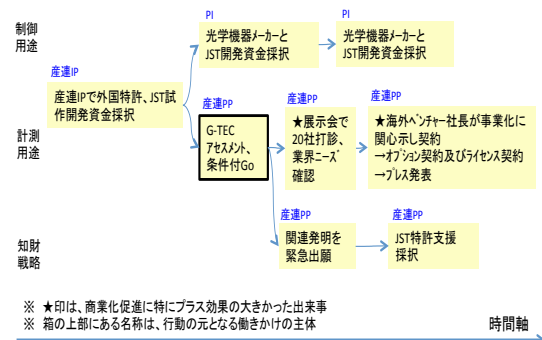 制御
用途
PI
光学機器ﾒｰｶｰと
JST開発資金採択
PI
光学機器ﾒｰｶｰと
JST開発資金採択
産連IP
産連IPで外国特許、JST試
作開発資金採択
計測
用途
産連PP
G-TEC
ｱｾｽﾒﾝﾄ、
条件付Go
産連PP
★展示会で
20社打診、
業界ﾆｰｽﾞ
確認
産連PP
★海外ﾍﾞﾝﾁｬｰ社長が事業化に
関心示し契約
→ｵﾌﾟｼｮﾝ契約及びﾗｲｾﾝｽ契約
→ﾌﾟﾚｽ発表
知財
戦略
産連PP
関連発明を
緊急出願
産連PP
JST特許支援
採択
※ ★印は、商業化促進に特にプラス効果の大きかった出来事
※ 箱の上部にある名称は、行動の元となる働きかけの主体
時間軸